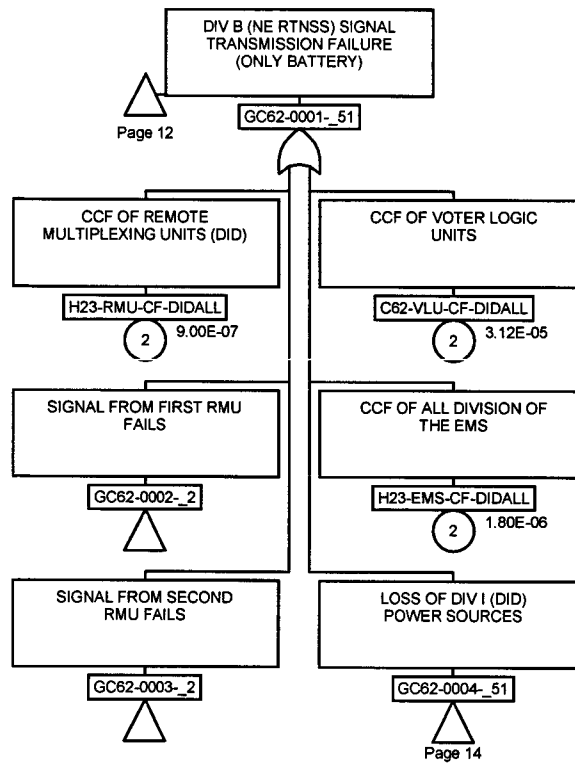 DIV B (NE RTNSS) SIGNAL
TRANSMISSION FAILURE
(ONLY BATTERY)
Page 12
GC62-0001-_51
CCF OF REMOTE
MULTIPLEXING UNITS (DID)
H23-RMU-CF-DIDALL
2
9.00E-07
CCF OF VOTER LOGIC
UNITS
C62-VLU-CF-DIDALL
2
3.12E-05
SIGNAL FROM FIRST RMU
FAILS
GC62-0002-_2
CCF OF ALL DIVISION OF
THE EMS
H23-EMS-CF-DIDALL
2
1.80E-06
SIGNAL FROM SECOND
RMU FAILS
GC62-0003-_2
LOSS OF DIV I (DID)
POWER SOURCES
GC62-0004-_51
Page 14